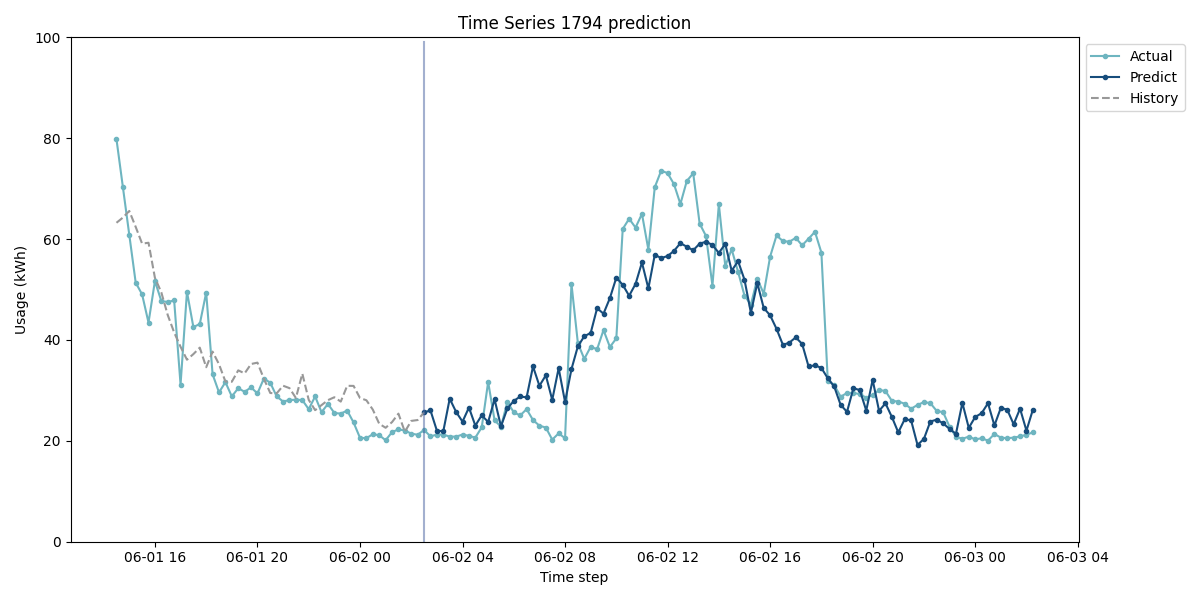 Time Series 1794 prediction
100
80
60
40
20
0
Usage (kWh)
06-01 16
06-01 20
06-02 00
06-02 04
06-02 08
06-02 12
06-02 16
06-02 20
06-03 00
06-03 04
Time step
Actual
Predict
History